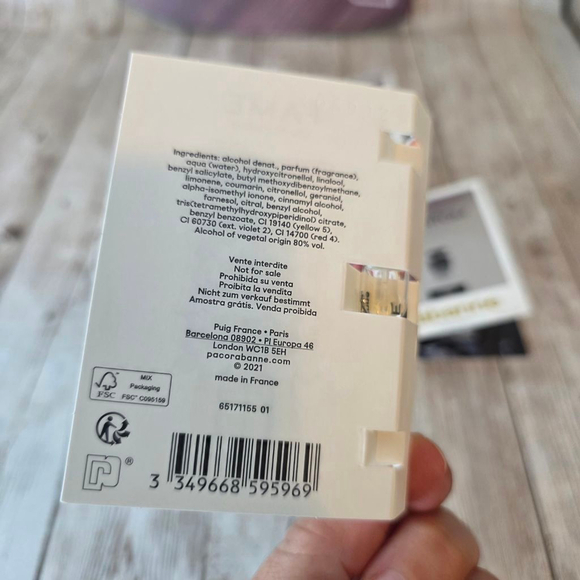 Ingredients: alcohol denat., parfum (fragrance),
aqua (water), hydroxycitronellal, linalool,
benzyl salicylate, butyl methoxydibenzoylmethane,
limonene, coumarin, citronellol, geraniol,
alpha-isomethyl ionone, cinnamyl alcohol,
farnesol, citral, benzyl alcohol,
tris(tetramethylhydroxypiperidinol) citrate,
benzyl benzoate, CI 19140 (yellow 5),
CI 60730 (ext. violet 2), CI 14700 (red 4).
Alcohol of vegetal origin 80% vol.
Vente interdite
Not for sale
Prohibida su venta
Proibita la vendita
Nicht zum verkauf bestimmt
Amostra grátis. Venda proibida
Puig France • Paris
Barcelona 08902 • Pl Europa 46
London WC1B 5EH
pacorabanne.com
© 2021
made in France
65171155 01
FSC
MIX
Packaging
FSC® C095159
®
3 349668 595969